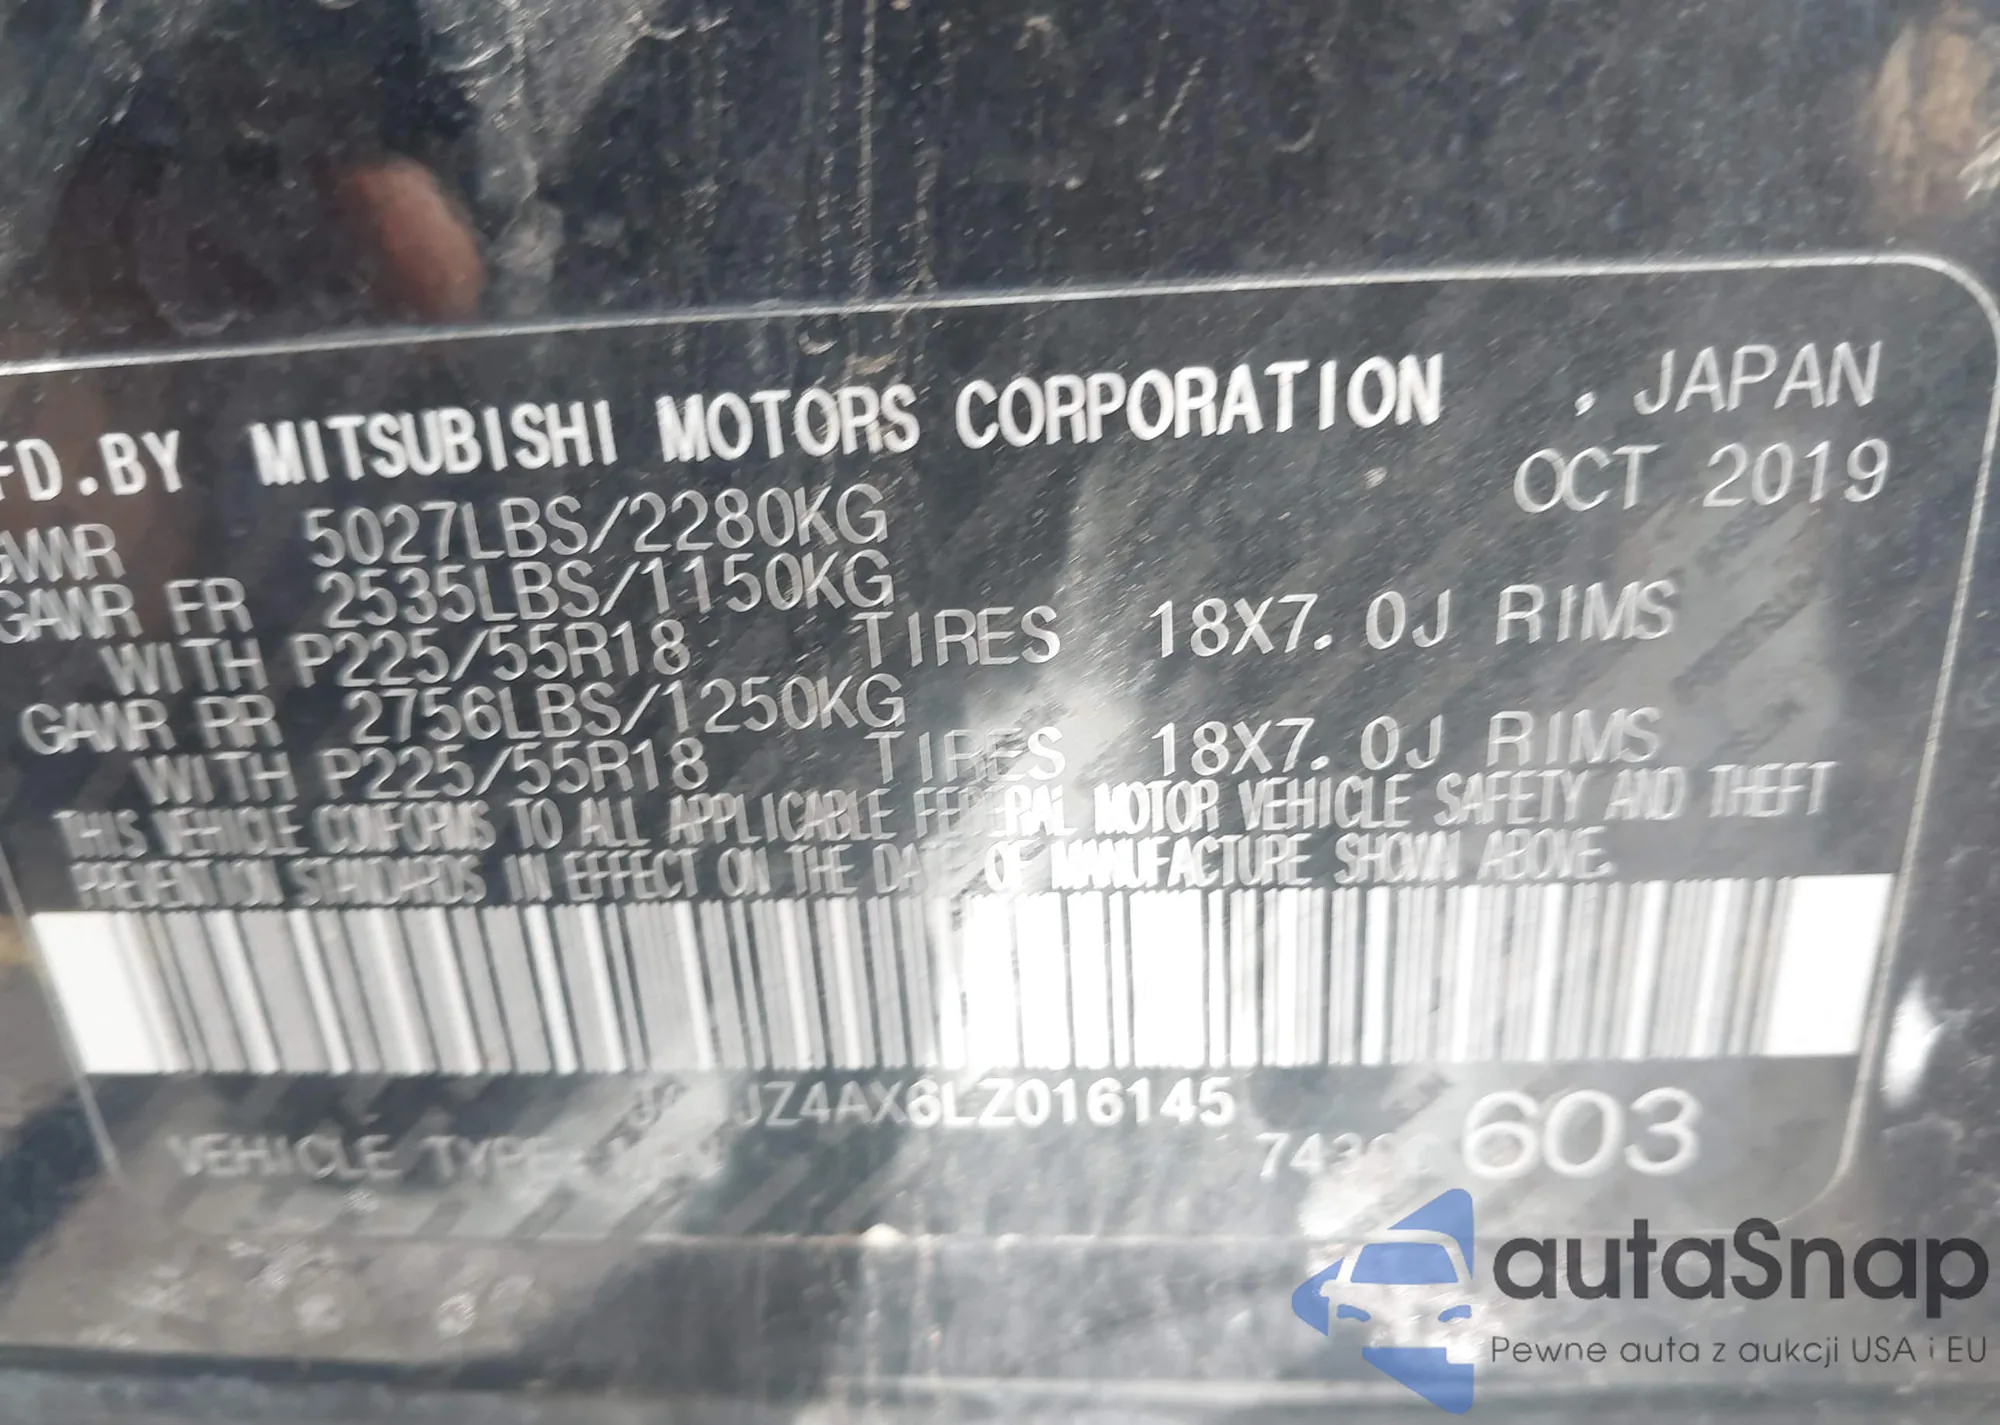 FD.BY MITSUBISHI MOTORS CORPORATION , JAPAN
OCT 2019
GVWR 5027LBS/2280KG
GAWR FR 2535LBS/1150KG
WITH P225/55R18 TIRES 18X7.0J RIMS
GAWR RR 2756LBS/1250KG
WITH P225/55R18 TIRES 18X7.0J RIMS
THIS VEHICLE CONFORMS TO ALL APPLICABLE FEDERAL MOTOR VEHICLE SAFETY AND THEFT
PREVENTION STANDARDS IN EFFECT ON THE DATE OF MANUFACTURE SHOWN ABOVE.
JZ4AX6LZ016145
VEHICLE TYPE 603
autaSnap
Pewne auta z aukcji USA i EU